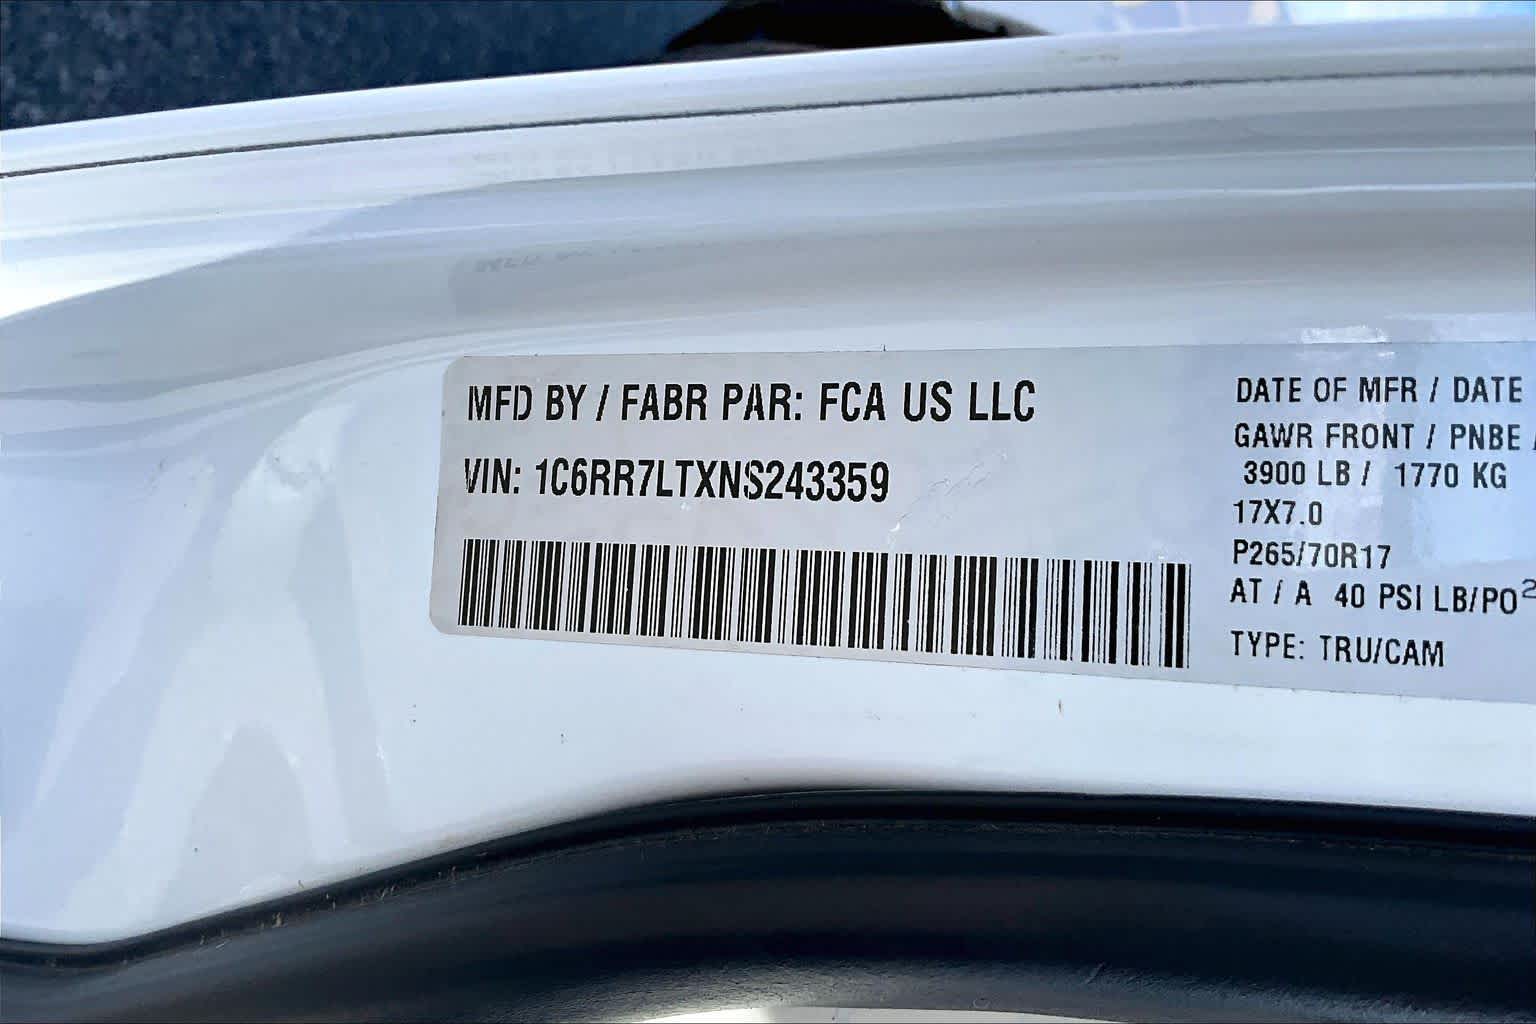 MFD BY / FABR PAR: FCA US LLC
VIN: 1C6RR7LTXNS243359
DATE OF MFR / DATE
GAWR FRONT / PNBE /
3900 LB / 1770 KG
17X7.0
P265/70R17
AT / A 40 PSI LB/PO²
TYPE: TRU/CAM